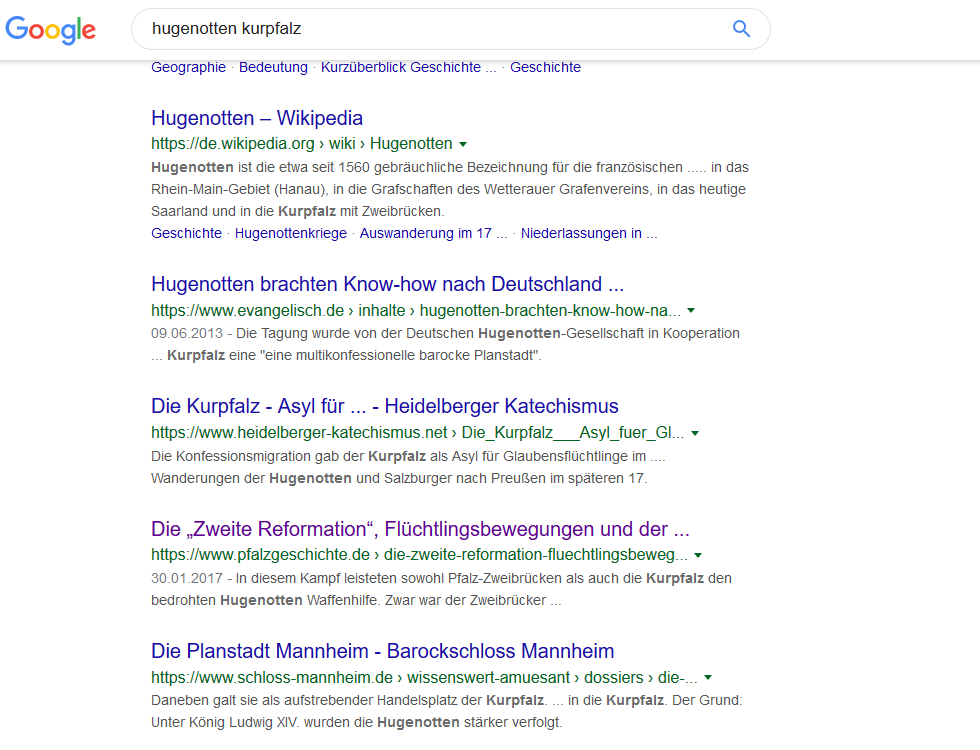 Google hugenotten kurpfalz
Geographie · Bedeutung · Kurzüberblick Geschichte ... · Geschichte
Hugenotten – Wikipedia
https://de.wikipedia.org › wiki › Hugenotten
Hugenotten ist die etwa seit 1560 gebräuchliche Bezeichnung für die französischen ..... in das
Rhein-Main-Gebiet (Hanau), in die Grafschaften des Wetterauer Grafenvereins, in das heutige
Saarland und in die Kurpfalz mit Zweibrücken.
Geschichte · Hugenottenkriege · Auswanderung im 17 ... · Niederlassungen in ...
Hugenotten brachten Know-how nach Deutschland ...
https://www.evangelisch.de › inhalte › hugenotten-brachten-know-how-na...
09.06.2013 - Die Tagung wurde von der Deutschen Hugenotten-Gesellschaft in Kooperation
... Kurpfalz eine "eine multikonfessionelle barocke Planstadt".
Die Kurpfalz - Asyl für ... - Heidelberger Katechismus
https://www.heidelberger-katechismus.net › Die_Kurpfalz___Asyl_fuer_Gl...
Die Konfessionsmigration gab der Kurpfalz als Asyl für Glaubensflüchtlinge im ....
Wanderungen der Hugenotten und Salzburger nach Preußen im späteren 17.
Die „Zweite Reformation“, Flüchtlingsbewegungen und der ...
https://www.pfalzgeschichte.de › die-zweite-reformation-fluechtlingsbeweg...
30.01.2017 - In diesem Kampf leisteten sowohl Pfalz-Zweibrücken als auch die Kurpfalz den
bedrohten Hugenotten Waffenhilfe. Zwar war der Zweibrücker ...
Die Planstadt Mannheim - Barockschloss Mannheim
https://www.schloss-mannheim.de › wissenswert-amuesant › dossiers › die-...
Daneben galt sie als aufstrebender Handelsplatz der Kurpfalz. ... in die Kurpfalz. Der Grund:
Unter König Ludwig XIV. wurden die Hugenotten stärker verfolgt.